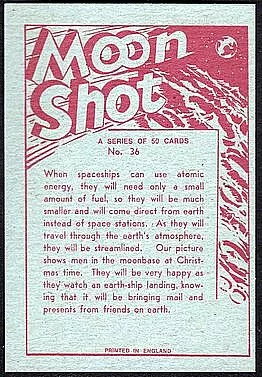 Moon
Shot
A SERIES OF 50 CARDS
No. 36
When spaceships can use atomic
energy, they will need only a small
amount of fuel, so they will be much
smaller and will come direct from earth
instead of space stations. As they will
travel through the earth's atmosphere,
they will be streamlined. Our picture
shows men in the moonbase at Christ-
mas time. They will be very happy as
they watch an earth-ship landing, know-
ing that it will be bringing mail and
presents from friends on earth.
PRINTED IN ENGLAND